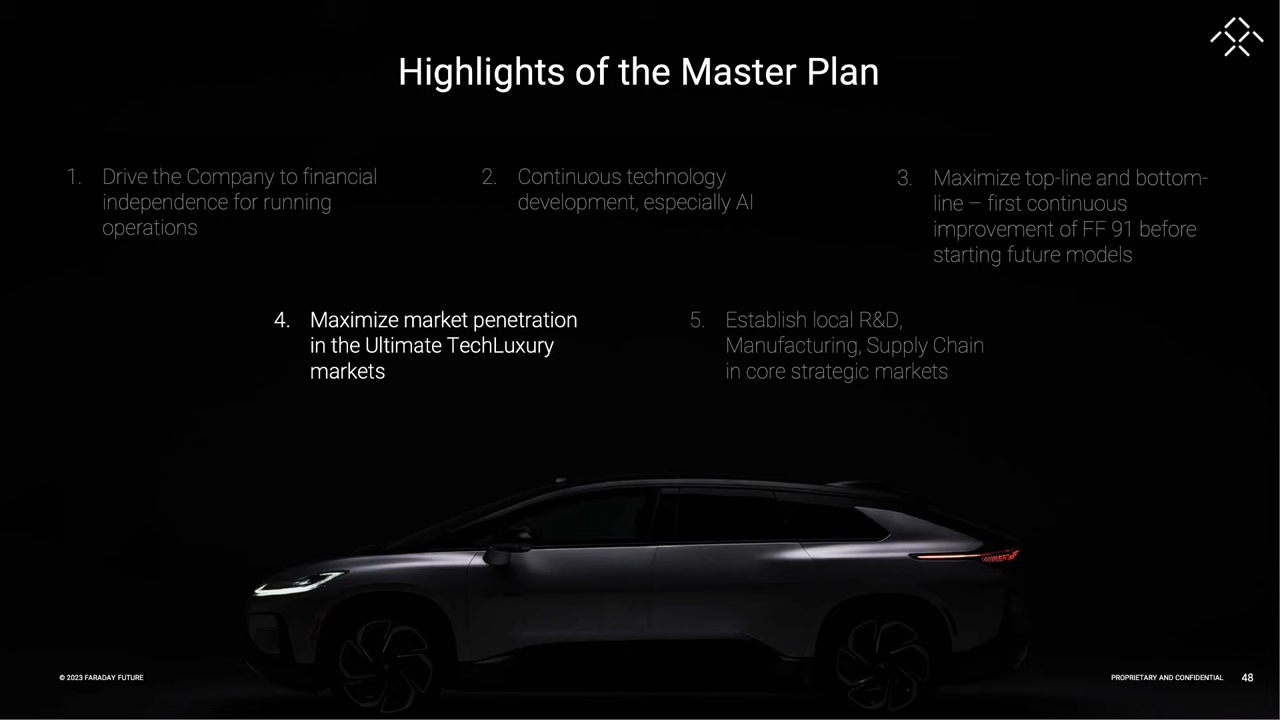 Highlights of the Master Plan
1. Drive the Company to financial
independence for running
operations
2. Continuous technology
development, especially AI
3. Maximize top-line and bottom-
line – first continuous
improvement of FF 91 before
starting future models
4. Maximize market penetration
in the Ultimate TechLuxury
markets
5. Establish local R&D,
Manufacturing, Supply Chain
in core strategic markets
© 2023 FARADAY FUTURE
PROPRIETARY AND CONFIDENTIAL 48